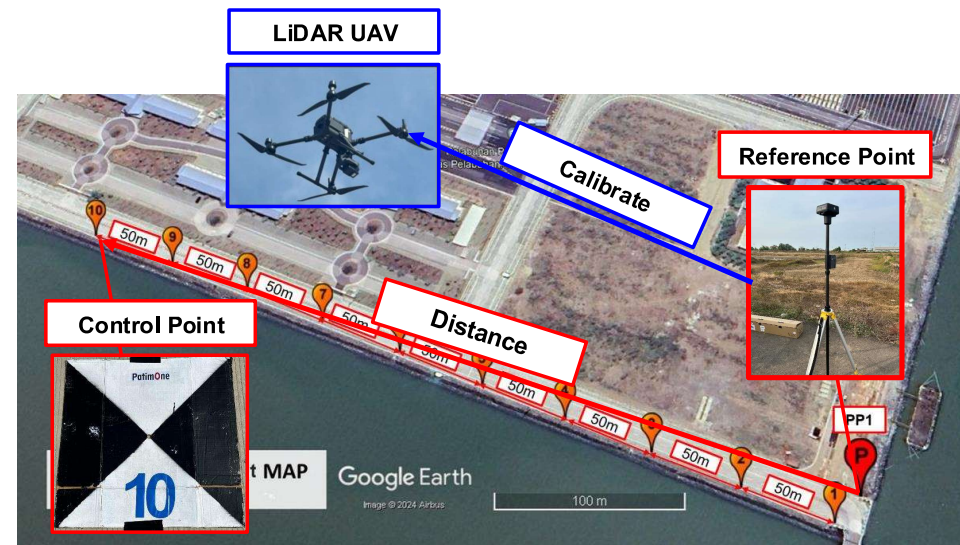 LiDAR UAV
Calibrate
Reference Point
10
50m
9
50m
8
50m
7
50m
Distance
50m
50m
4
50m
50m
2
50m
1
PP1
P
Control Point
PatimOne
10
t MAP
Google Earth
Image © 2024 Airbus
100 m